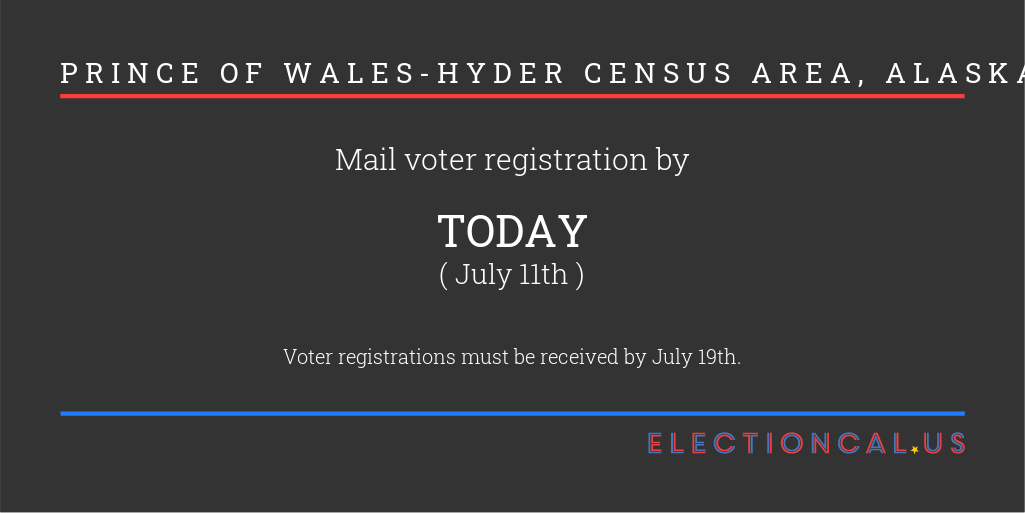 PRINCE OF WALES-HYDER CENSUS AREA, ALASKA
Mail voter registration by
TODAY
( July 11th )
Voter registrations must be received by July 19th.
ELECTIONCAL.US